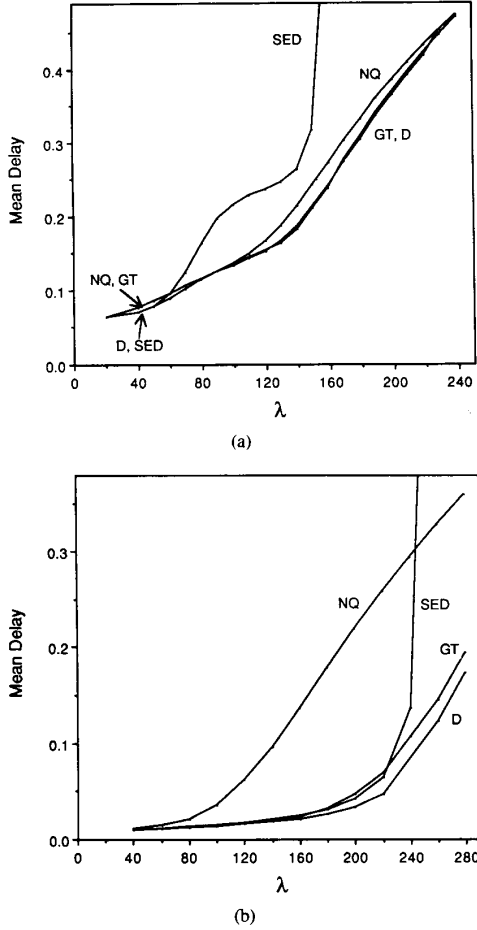 SED
NQ
GT, D
NQ, GT
D, SED
Mean Delay
0.4
0.3
0.2
0.1
0.0
0 40 80 120 160 200 240
λ
(a)
NQ
SED
GT
D
Mean Delay
0.3
0.2
0.1
0.0
0 40 80 120 160 200 240 280
λ
(b)